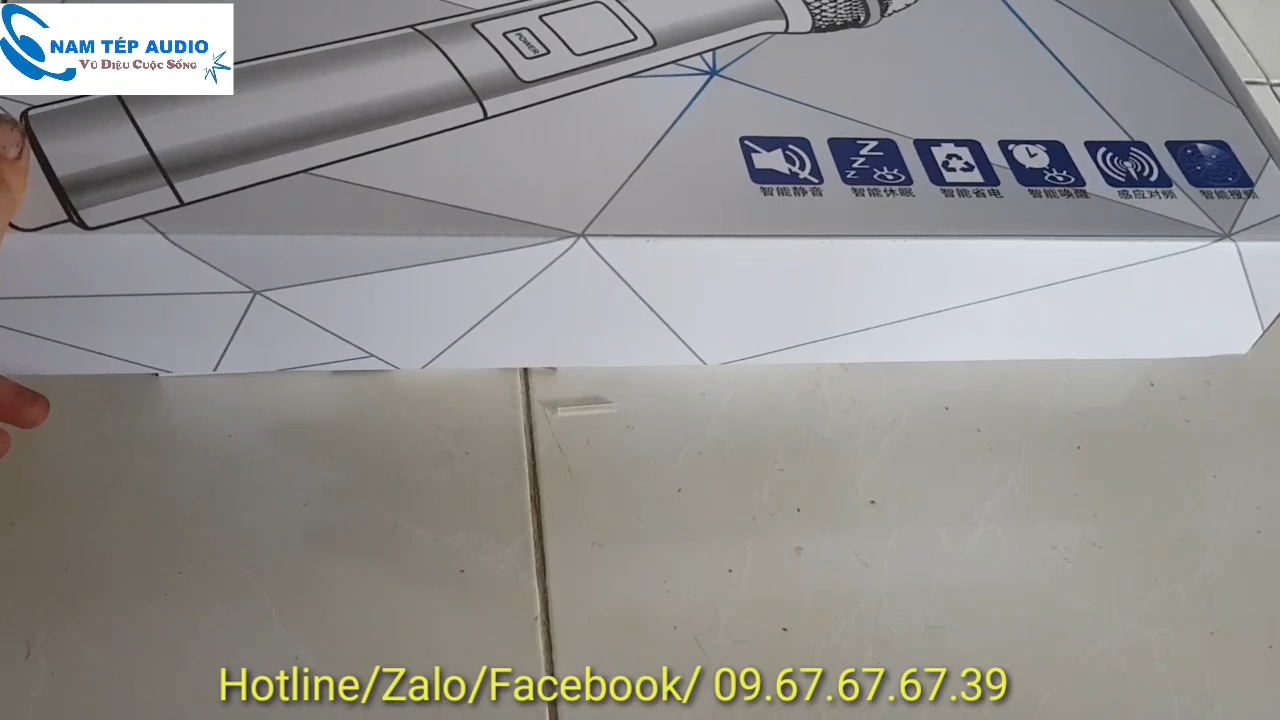 NAM TÉP AUDIO
VŨ ĐIỆU CUỘC SỐNG
POWER
智能静音 智能休眠 智能省电 智能唤醒 感应对频 智能搜频
Hotline/Zalo/Facebook/ 09.67.67.67.39